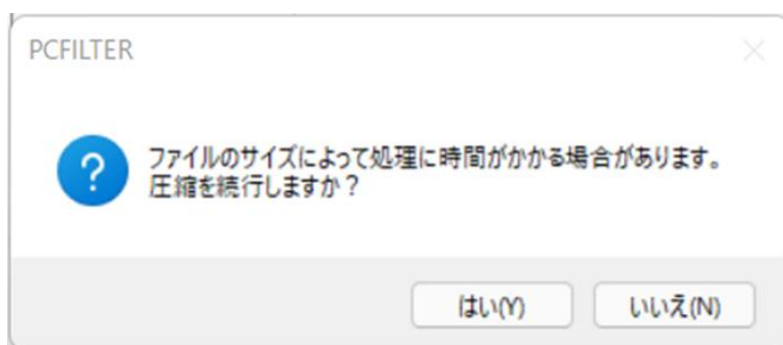 PCFILTER
ファイルのサイズによって処理に時間がかかる場合があります。
圧縮を続行しますか？
はい(Y)
いいえ(N)